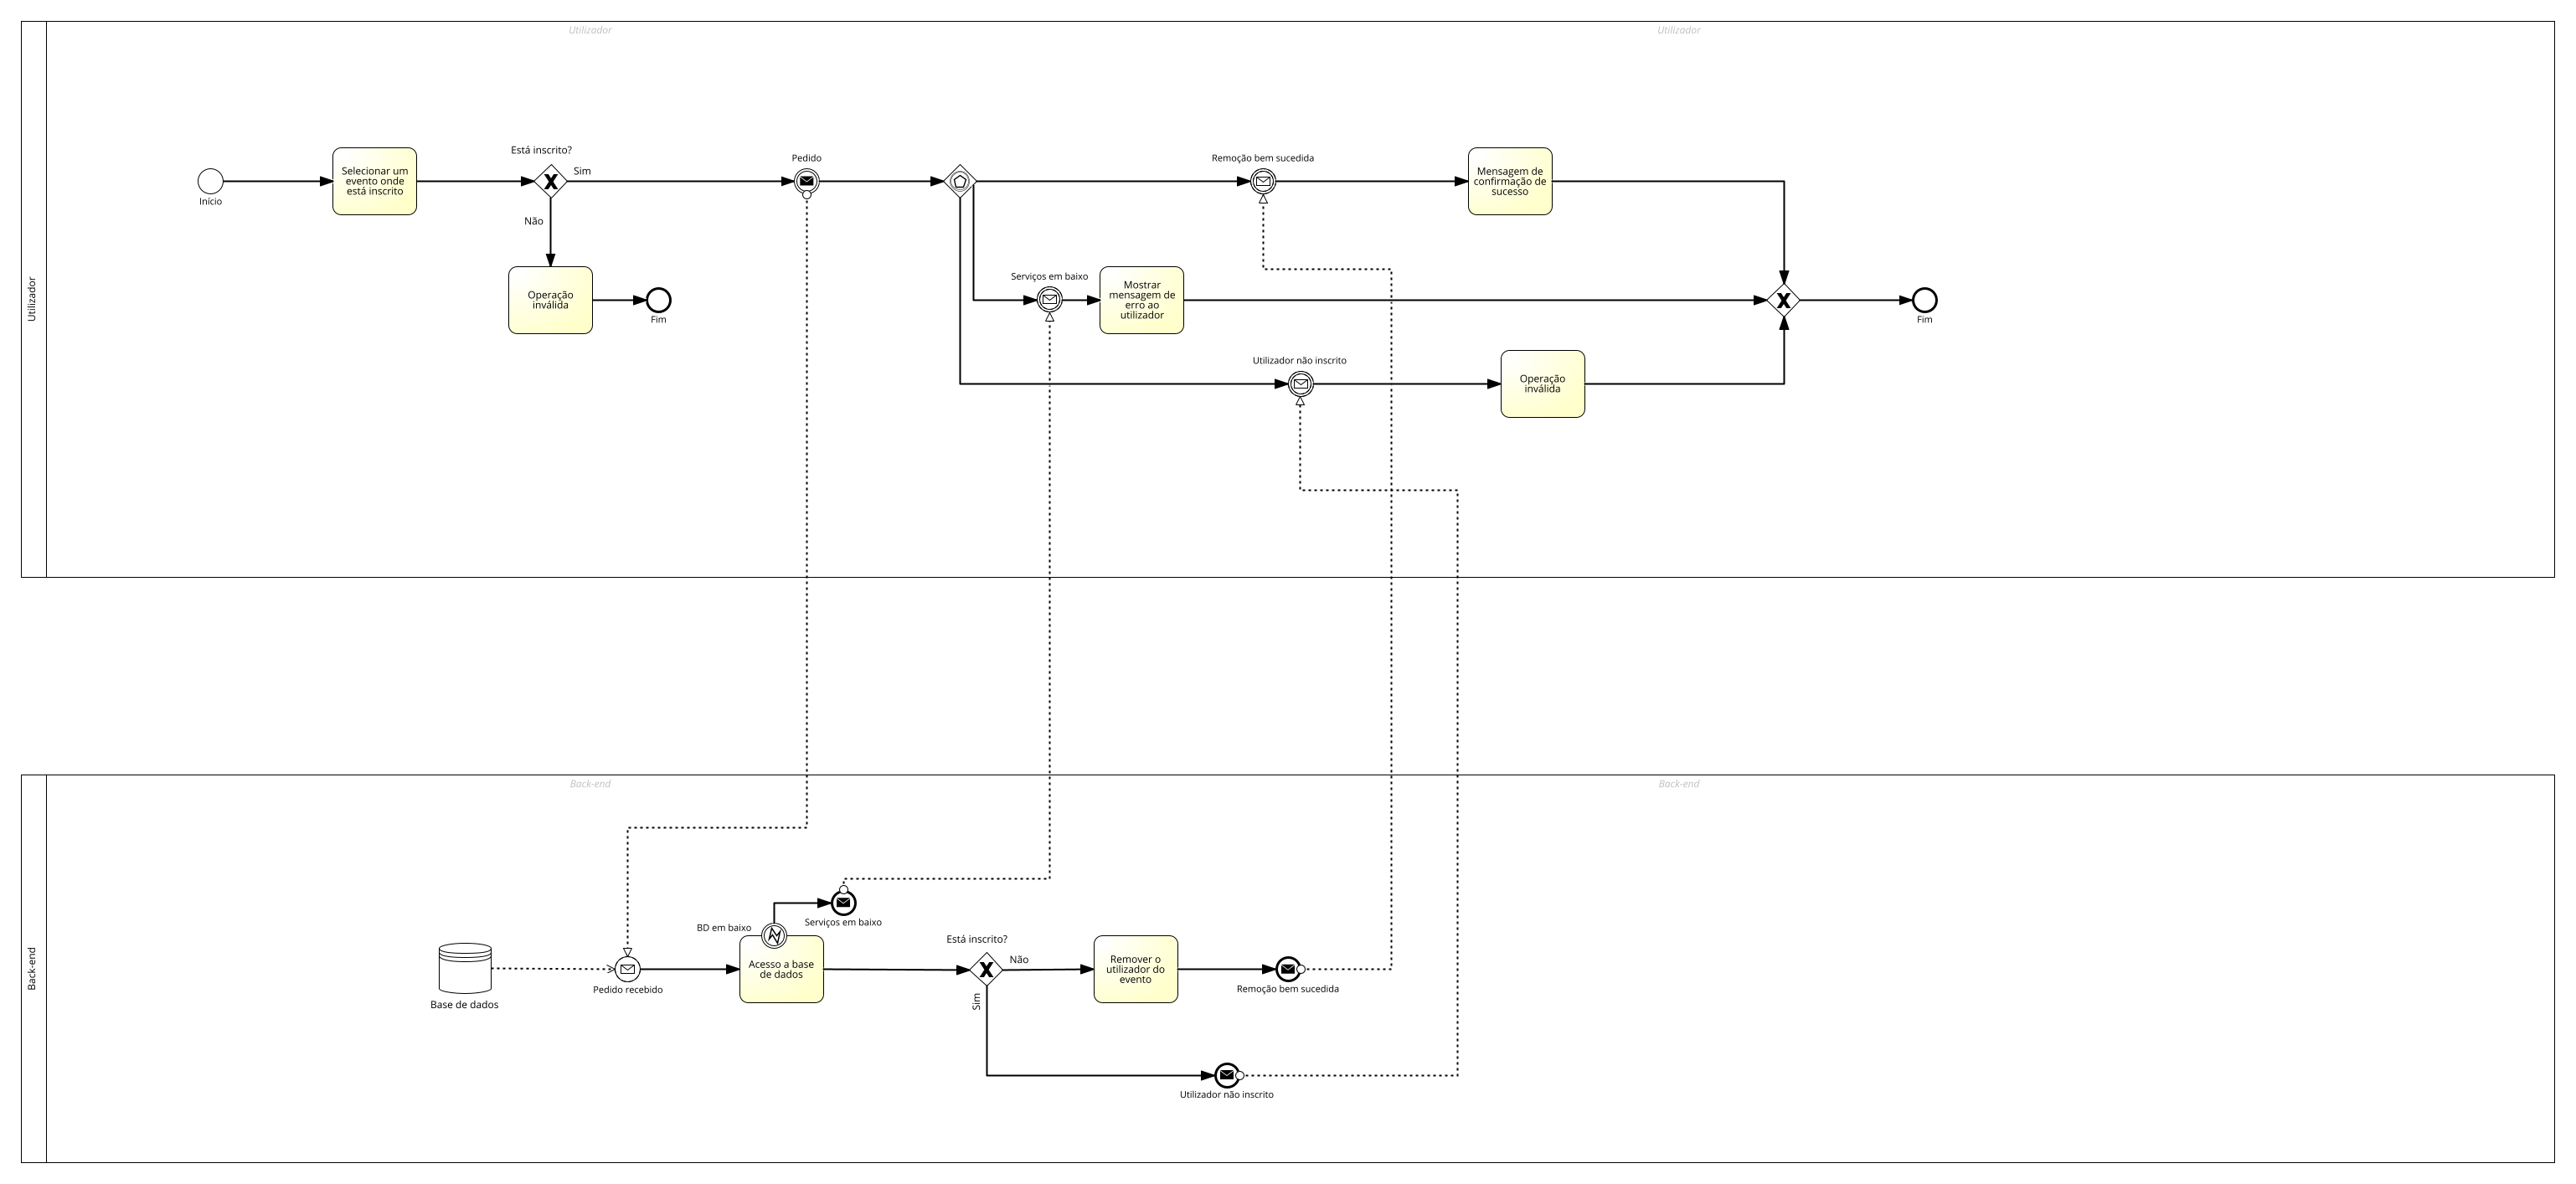 Utilizador
Utilizador
Utilizador
Início
Selecionar um
evento onde
está inscrito
Está inscrito?
Sim
Não
Operação
inválida
Fim
Pedido
Remoção bem sucedida
Mensagem de
confirmação de
sucesso
Serviços em baixo
Mostrar
mensagem de
erro ao
utilizador
Utilizador não inscrito
Operação
inválida
Fim
Back-end
Back-end
Back-end
Base de dados
Pedido recebido
BD em baixo
Acesso a base
de dados
Serviços em baixo
Está inscrito?
Não
Sim
Remover o
utilizador do
evento
Remoção bem sucedida
Utilizador não inscrito